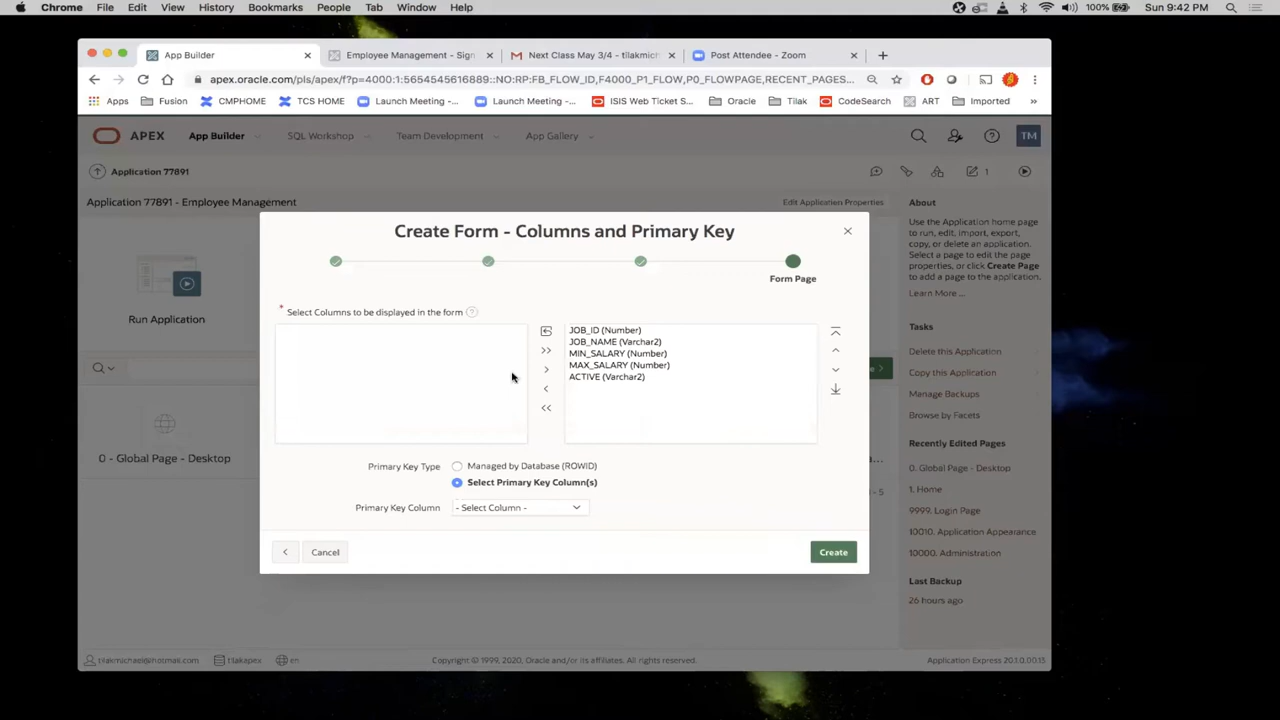 Chrome File Edit View History Bookmarks People Tab Window Help 100% Sun 9:42 PM
App Builder × Employee Management - Sign × Next Class May 3/4 - tilakmich × Post Attendee - Zoom × +
apex.oracle.com/pls/apex/f?p=4000:1:5654545616889::NO:RP:FB_FLOW_ID,F4000_P1_FLOW,P0_FLOWPAGE,RECENT_PAGES...
Apps Fusion CMPHOME TCS HOME Launch Meeting -... Launch Meeting -... ISIS Web Ticket S... Oracle Tilak CodeSearch ART Imported »
APEX App Builder SQL Workshop Team Development App Gallery TM
Application 77891 1
Application 77891 - Employee Management Edit Application Properties
Run Application
0 - Global Page - Desktop
Create Form - Columns and Primary Key
Form Page
* Select Columns to be displayed in the form ?
JOB_ID (Number)
JOB_NAME (Varchar2)
MIN_SALARY (Number)
MAX_SALARY (Number)
ACTIVE (Varchar2)
Primary Key Type Managed by Database (ROWID)
Select Primary Key Column(s)
Primary Key Column - Select Column -
< Cancel Create
About
Use the Application home page
to run, edit, import, export,
copy, or delete an application.
Select a page to edit the page
properties, or click Create Page
to add a page to the application.
Learn More ...
Tasks
Delete this Application
Copy this Application
Manage Backups
Browse by Facets
Recently Edited Pages
0. Global Page - Desktop
1. Home
9999. Login Page
10010. Application Appearance
10000. Administration
Last Backup
26 hours ago
tilakmichael@hotmail.com tilakapex en Copyright © 1999, 2020, Oracle and/or its affiliates. All rights reserved. Application Express 20.1.0.00.15